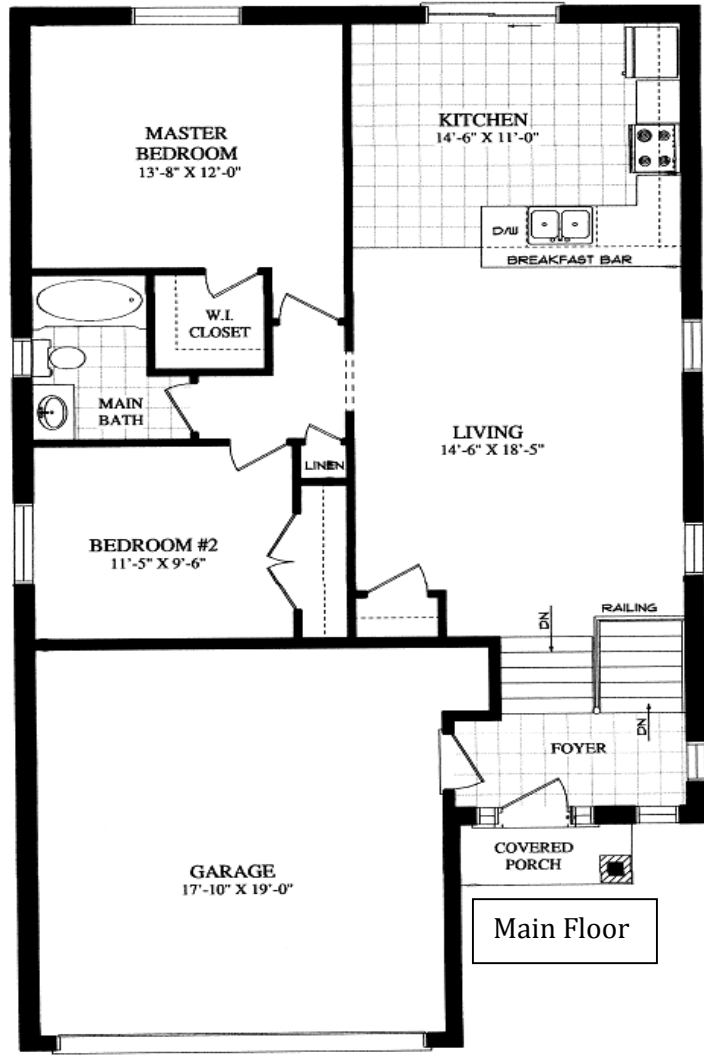 MASTER
BEDROOM
13'-8" X 12'-0"
KITCHEN
14'-6" X 11'-0"
D/W
BREAKFAST BAR
W.I.
CLOSET
MAIN
BATH
LIVING
14'-6" X 18'-5"
LINEN
BEDROOM #2
11'-5" X 9'-6"
RAILING
DN
DN
FOYER
GARAGE
17'-10" X 19'-0"
COVERED
PORCH
Main Floor